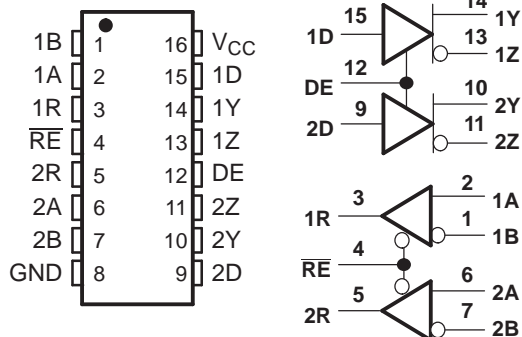 1B 1 16 VCC
1A 2 15 1D
1R 3 14 1Y
RE 4 13 1Z
2R 5 12 DE
2A 6 11 2Z
2B 7 10 2Y
GND 8 9 2D
15 14
1D 1Y
13
1Z
12
DE
10
9 2Y
2D 11
2Z
3 2
1R 1A
1
1B
4
RE
6
5 2A
2R 7
2B